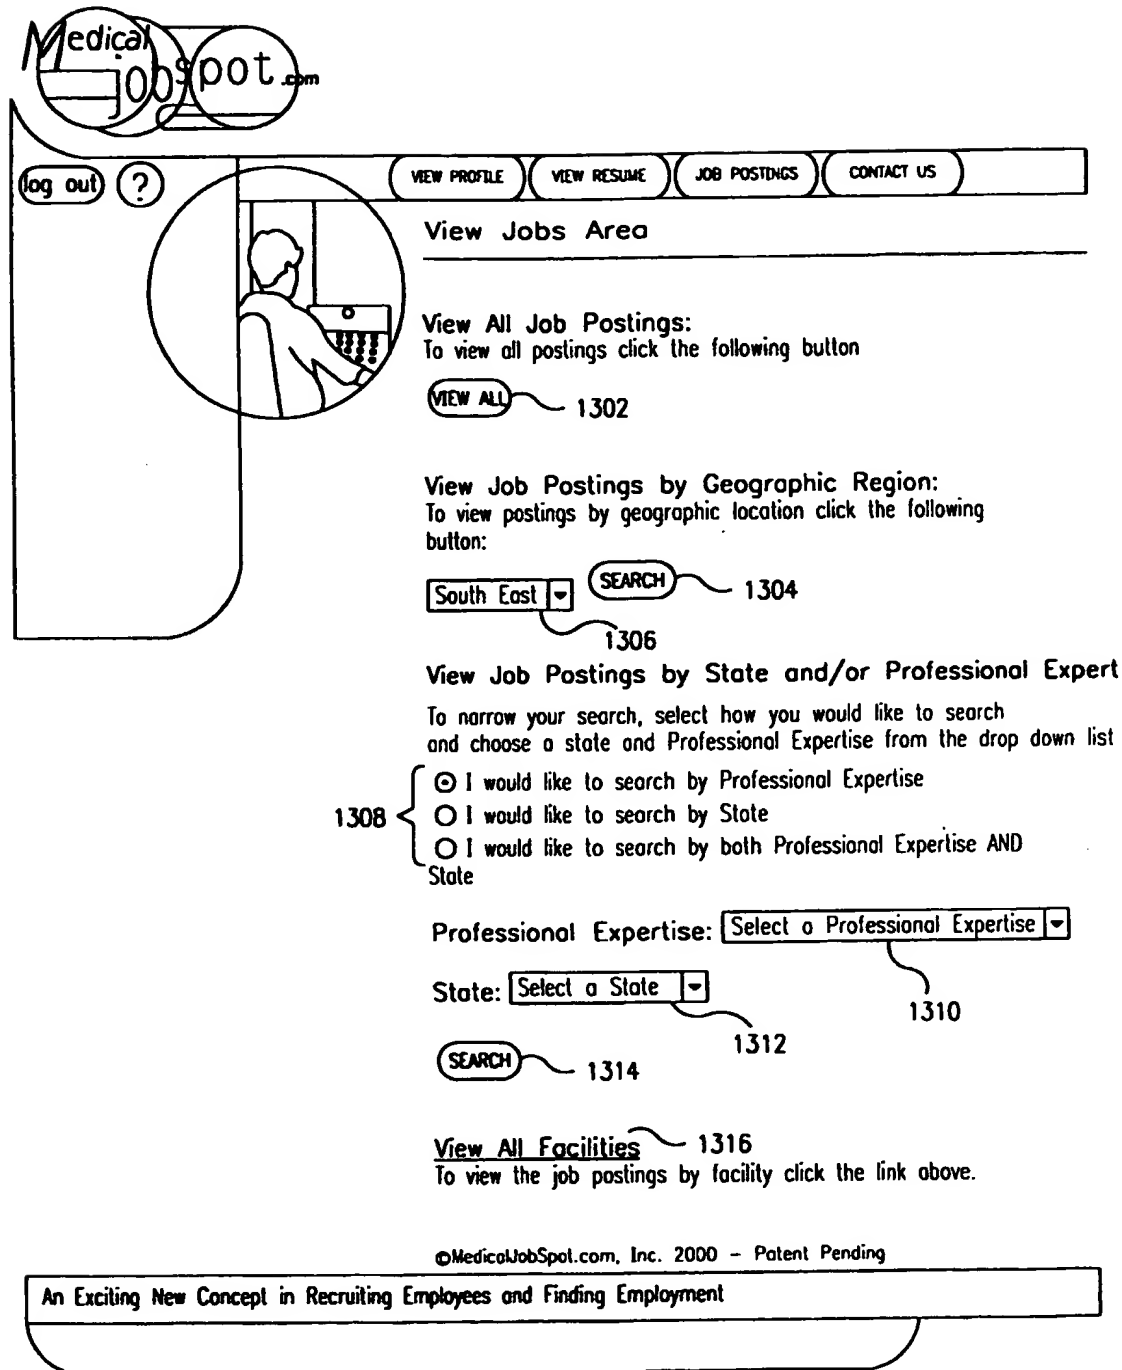 Medical
Jobspot.com
log out
?
VIEW PROFILE
VIEW RESUME
JOB POSTINGS
CONTACT US
View Jobs Area
View All Job Postings:
To view all postings click the following button
VIEW ALL
1302
View Job Postings by Geographic Region:
To view postings by geographic location click the following
button:
South East
SEARCH
1304
1306
View Job Postings by State and/or Professional Expert
To narrow your search, select how you would like to search
and choose a state and Professional Expertise from the drop down list
1308
I would like to search by Professional Expertise
I would like to search by State
I would like to search by both Professional Expertise AND
State
Professional Expertise: Select a Professional Expertise
1310
State: Select a State
1312
SEARCH
1314
View All Facilities
1316
To view the job postings by facility click the link above.
©MedicalJobSpot.com, Inc. 2000 – Patent Pending
An Exciting New Concept in Recruiting Employees and Finding Employment